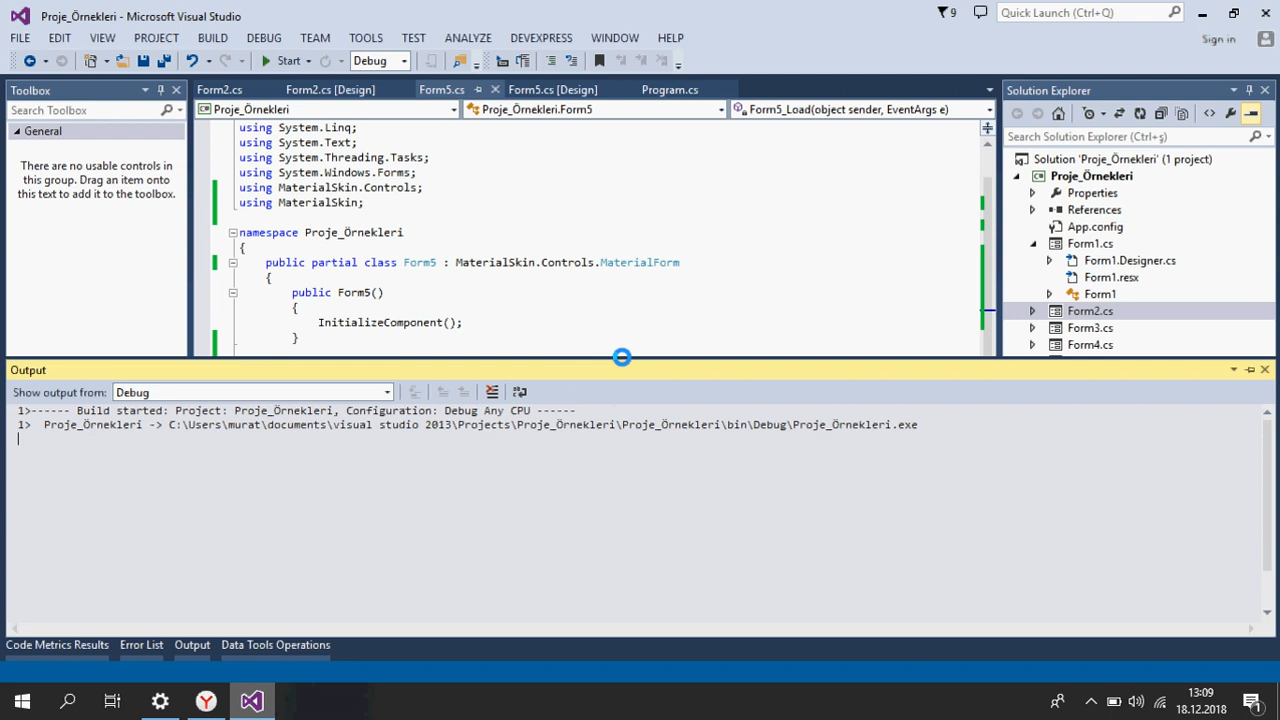 Proje_Örnekleri - Microsoft Visual Studio
9
Quick Launch (Ctrl+Q)
FILE EDIT VIEW PROJECT BUILD DEBUG TEAM TOOLS TEST ANALYZE DEVEXPRESS WINDOW HELP
Sign in
Start Debug
Toolbox
Search Toolbox
General
There are no usable controls in
this group. Drag an item onto
this text to add it to the toolbox.
Form2.cs Form2.cs [Design] Form5.cs Form5.cs [Design] Program.cs
Proje_Örnekleri Proje_Örnekleri.Form5 Form5_Load(object sender, EventArgs e)
using System.Linq;
using System.Text;
using System.Threading.Tasks;
using System.Windows.Forms;
using MaterialSkin.Controls;
using MaterialSkin;
namespace Proje_Örnekleri
{
public partial class Form5 : MaterialSkin.Controls.MaterialForm
{
public Form5()
{
InitializeComponent();
}
Solution Explorer
Search Solution Explorer (Ctrl+ş)
Solution 'Proje_Örnekleri' (1 project)
Proje_Örnekleri
Properties
References
App.config
Form1.cs
Form1.Designer.cs
Form1.resx
Form1
Form2.cs
Form3.cs
Form4.cs
Output
Show output from: Debug
1>------ Build started: Project: Proje_Örnekleri, Configuration: Debug Any CPU ------
1>  Proje_Örnekleri -> C:\Users\murat\documents\visual studio 2013\Projects\Proje_Örnekleri\Proje_Örnekleri\bin\Debug\Proje_Örnekleri.exe
Code Metrics Results Error List Output Data Tools Operations
13:09
18.12.2018
1